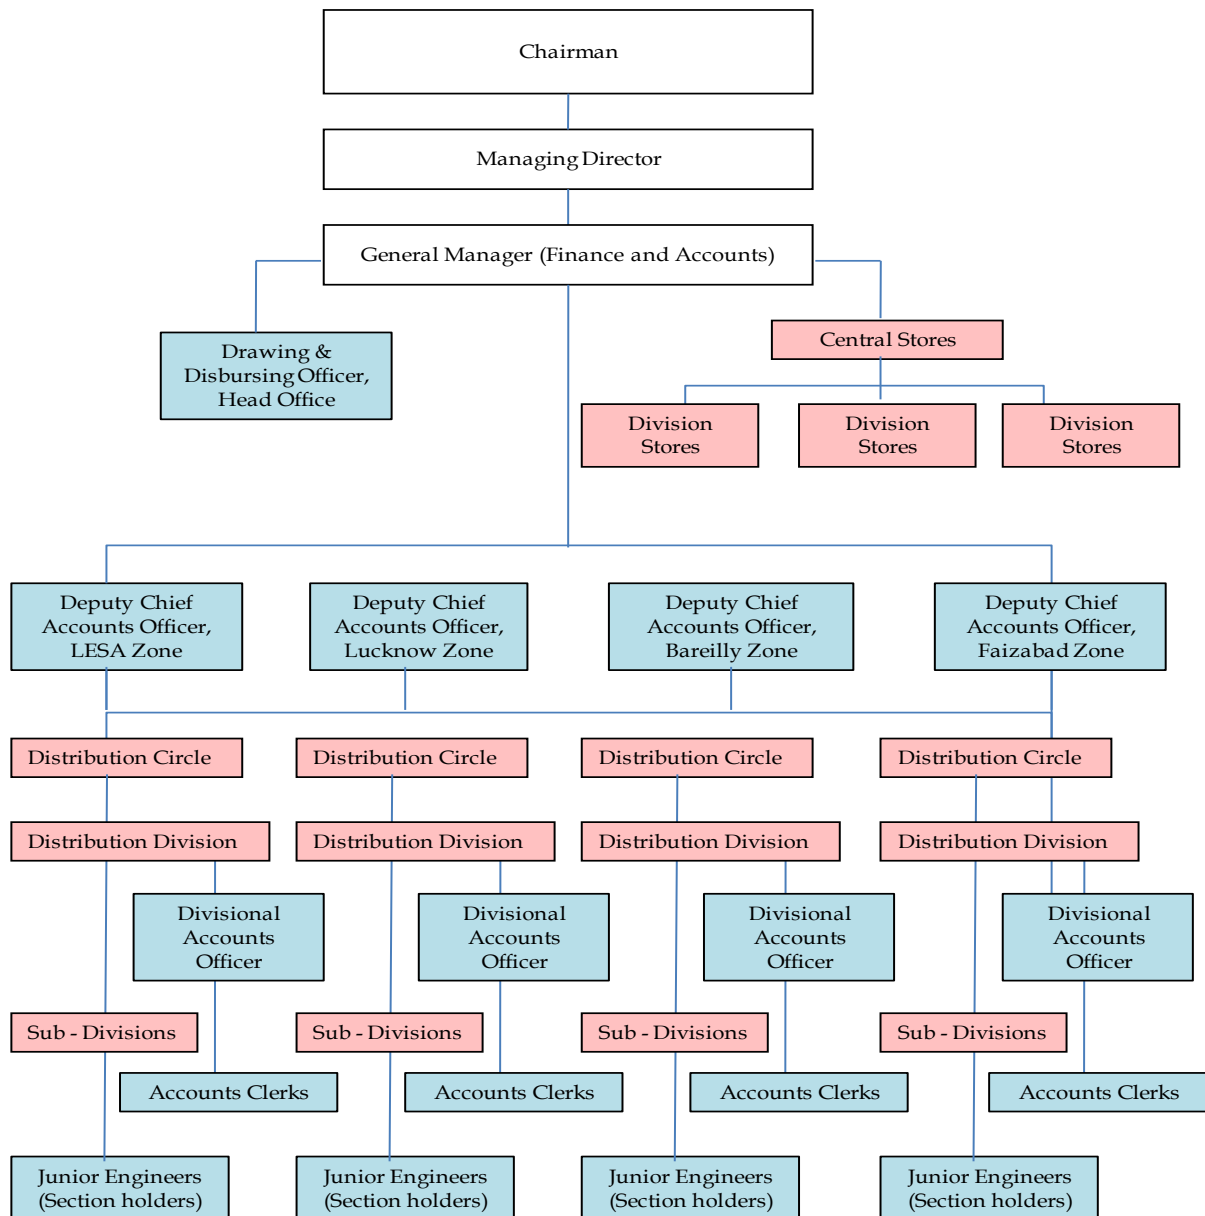 Chairman
Managing Director
General Manager (Finance and Accounts)
Drawing &
Disbursing Officer,
Head Office
Central Stores
Division
Stores
Division
Stores
Division
Stores
Deputy Chief
Accounts Officer,
LESA Zone
Deputy Chief
Accounts Officer,
Lucknow Zone
Deputy Chief
Accounts Officer,
Bareilly Zone
Deputy Chief
Accounts Officer,
Faizabad Zone
Distribution Circle
Distribution Circle
Distribution Circle
Distribution Circle
Distribution Division
Distribution Division
Distribution Division
Distribution Division
Divisional
Accounts
Officer
Divisional
Accounts
Officer
Divisional
Accounts
Officer
Divisional
Accounts
Officer
Sub - Divisions
Sub - Divisions
Sub - Divisions
Sub - Divisions
Accounts Clerks
Accounts Clerks
Accounts Clerks
Accounts Clerks
Junior Engineers
(Section holders)
Junior Engineers
(Section holders)
Junior Engineers
(Section holders)
Junior Engineers
(Section holders)